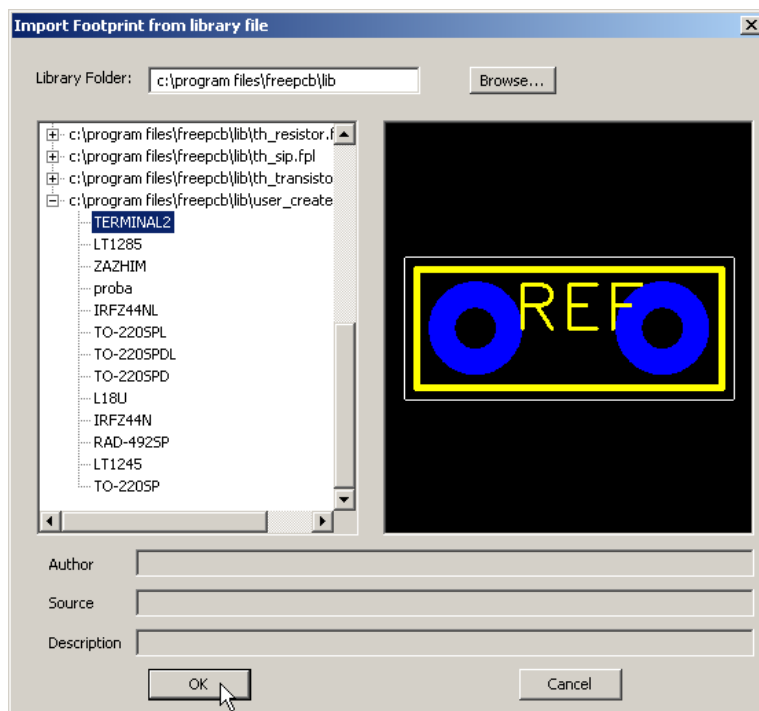 Import Footprint from library file
Library Folder: c:\program files\freepcb\lib Browse...
c:\program files\freepcb\lib\th_resistor.f
c:\program files\freepcb\lib\th_sip.fpl
c:\program files\freepcb\lib\th_transisto
c:\program files\freepcb\lib\user_create
TERMINAL2
LT1285
ZAZHIM
proba
IRFZ44NL
TO-220SPL
TO-220SPDL
TO-220SPD
L18U
IRFZ44N
RAD-492SP
LT1245
TO-220SP
REF
Author
Source
Description
OK Cancel